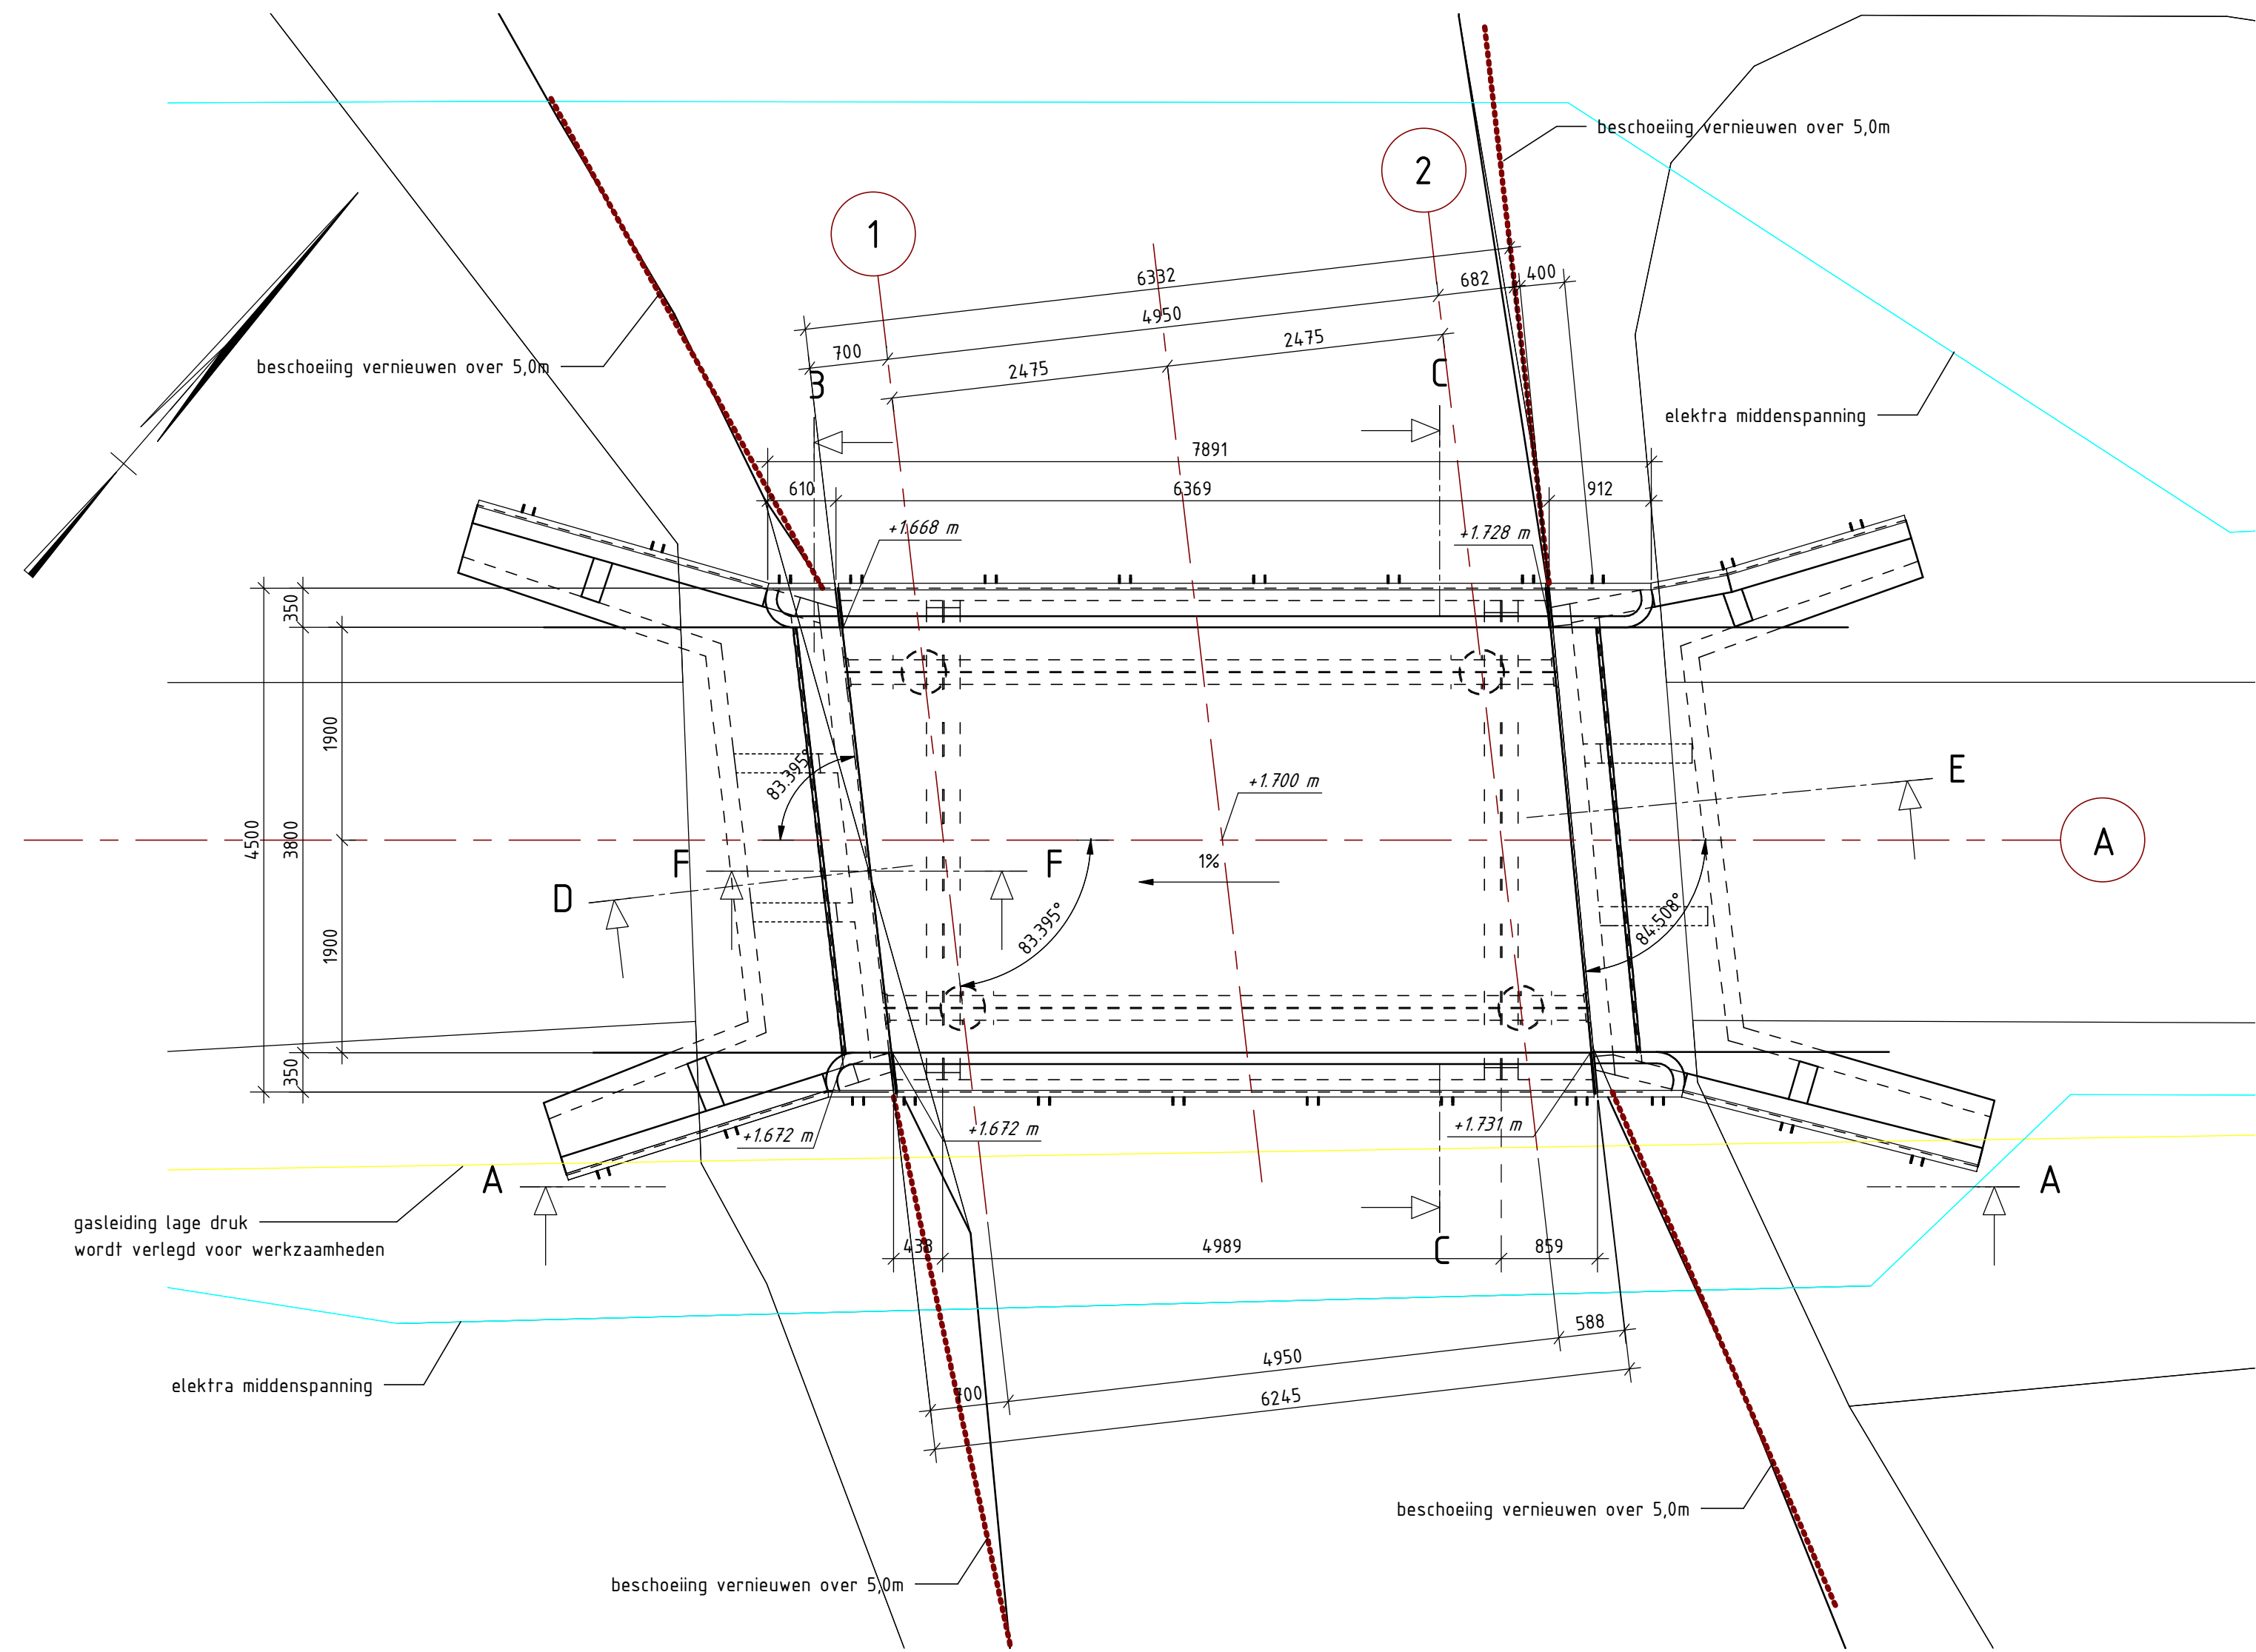 beschoeiing vernieuwen over 5,0m
2
1
6332
682
400
4950
2475
700
2475
beschoeiing vernieuwen over 5,0m
B
C
elektra middenspanning
7891
610
6369
912
+1.668 m
+1.728 m
350
1900
83.395°
+1.700 m
E
4500
3800
A
F
F
1%
D
83.395°
84.508°
1900
350
+1.672 m
+1.672 m
+1.731 m
A
A
gasleiding lage druk
wordt verlegd voor werkzaamheden
438
4989
C
859
588
4950
elektra middenspanning
700
6245
beschoeiing vernieuwen over 5,0m
beschoeiing vernieuwen over 5,0m